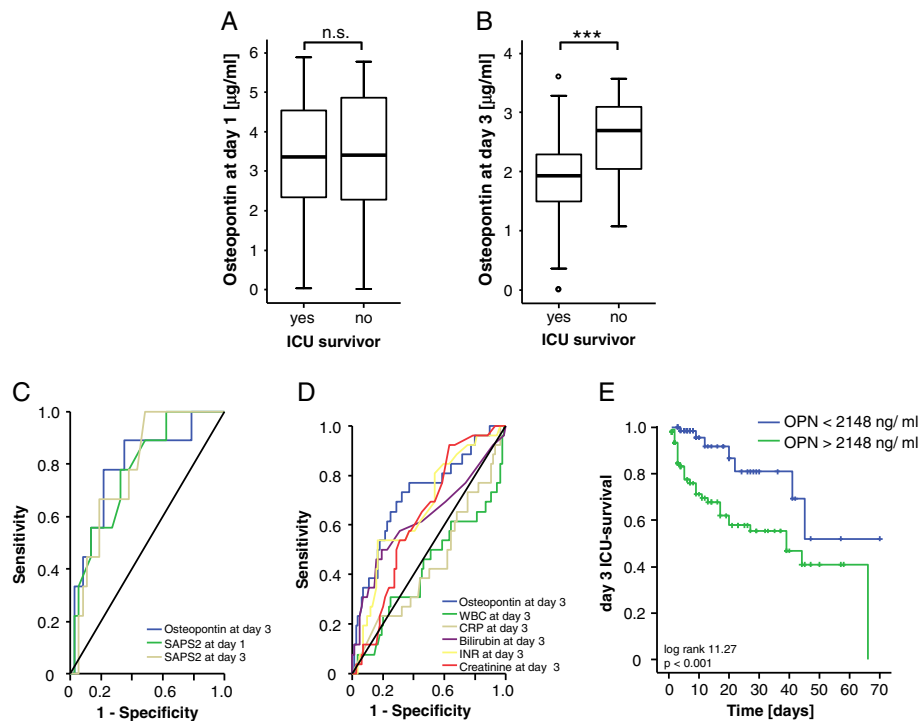 A
n.s.
Osteopontin at day 1 [µg/ml]
6
5
4
3
2
1
0
yes no
ICU survivor
B
***
Osteopontin at day 3 [µg/ml]
4
3
2
1
0
yes no
ICU survivor
C
Sensitivity
1.0
0.8
0.6
0.4
0.2
0
Osteopontin at day 3
SAPS2 at day 1
SAPS2 at day 3
0 0.2 0.6 1.0
1 - Specificity
D
Sensitivity
1.0
0.8
0.6
0.4
0.2
0
Osteopontin at day 3
WBC at day 3
CRP at day 3
Bilirubin at day 3
INR at day 3
Creatinine at day 3
0 0.2 0.6 1.0
1 - Specificity
E
OPN < 2148 ng/ ml
OPN > 2148 ng/ ml
day 3 ICU-survival
1.0
0.8
0.6
0.4
0.2
0.0
log rank 11.27
p < 0.001
0 10 20 30 40 50 60 70
Time [days]